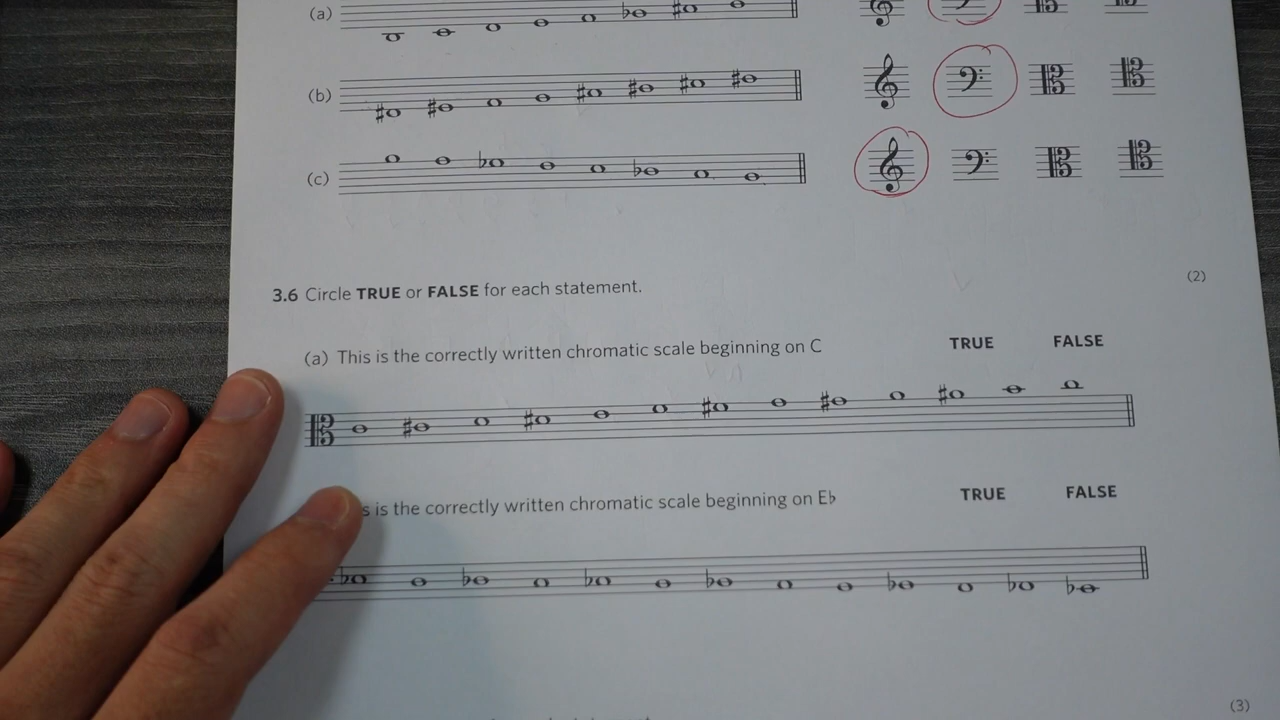 (a)
(b)
(c)
(2)
3.6 Circle TRUE or FALSE for each statement.
(a) This is the correctly written chromatic scale beginning on C TRUE FALSE
is the correctly written chromatic scale beginning on E♭ TRUE FALSE
(3)